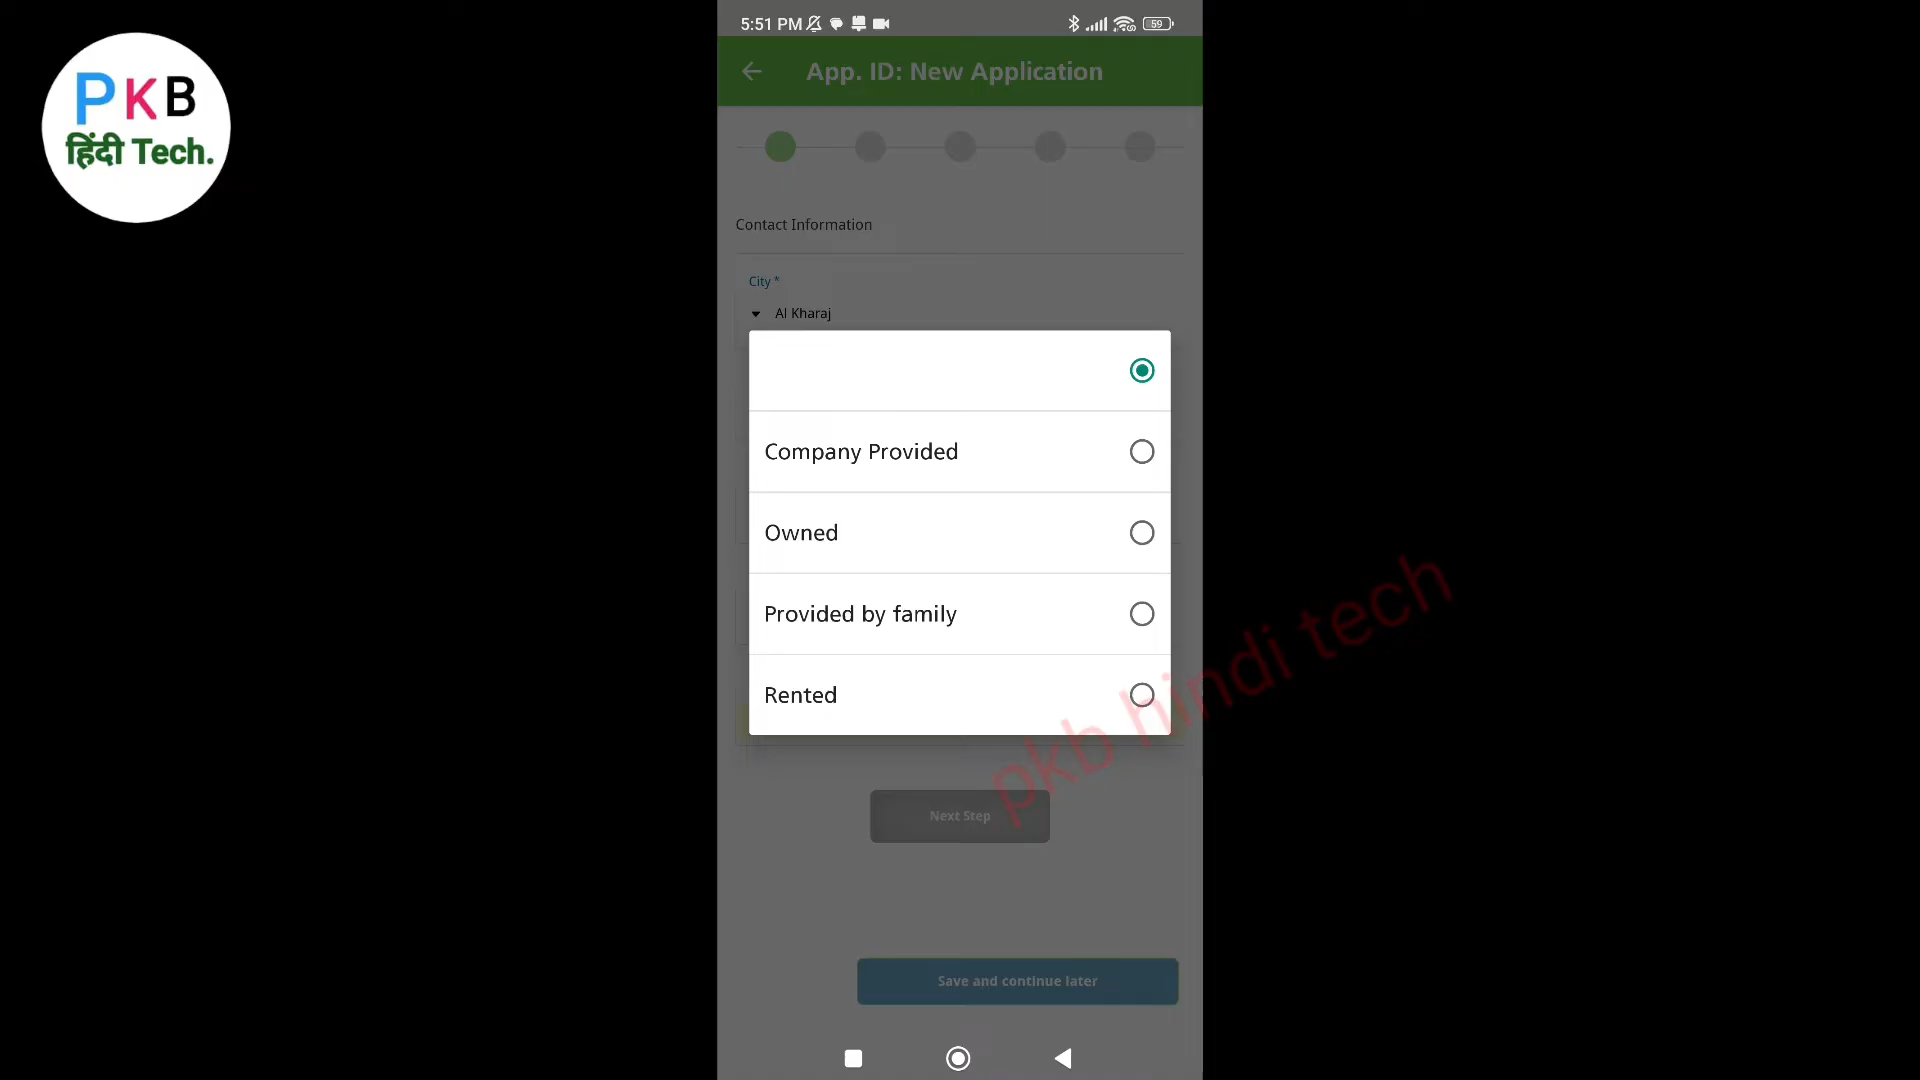 PKB
हिंदी Tech.
5:51 PM
59
App. ID: New Application
Contact Information
City *
Al Kharaj
Company Provided
Owned
Provided by family
Rented
pkb hindi tech
Next Step
Save and continue later